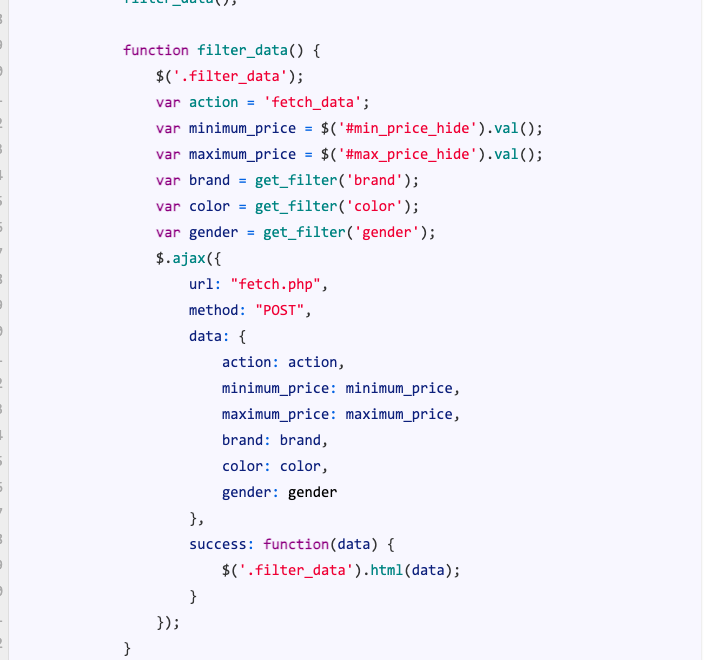 filter_data();
function filter_data() {
$('.filter_data');
var action = 'fetch_data';
var minimum_price = $('#min_price_hide').val();
var maximum_price = $('#max_price_hide').val();
var brand = get_filter('brand');
var color = get_filter('color');
var gender = get_filter('gender');
$.ajax({
url: "fetch.php",
method: "POST",
data: {
action: action,
minimum_price: minimum_price,
maximum_price: maximum_price,
brand: brand,
color: color,
gender: gender
},
success: function(data) {
$('.filter_data').html(data);
}
});
}